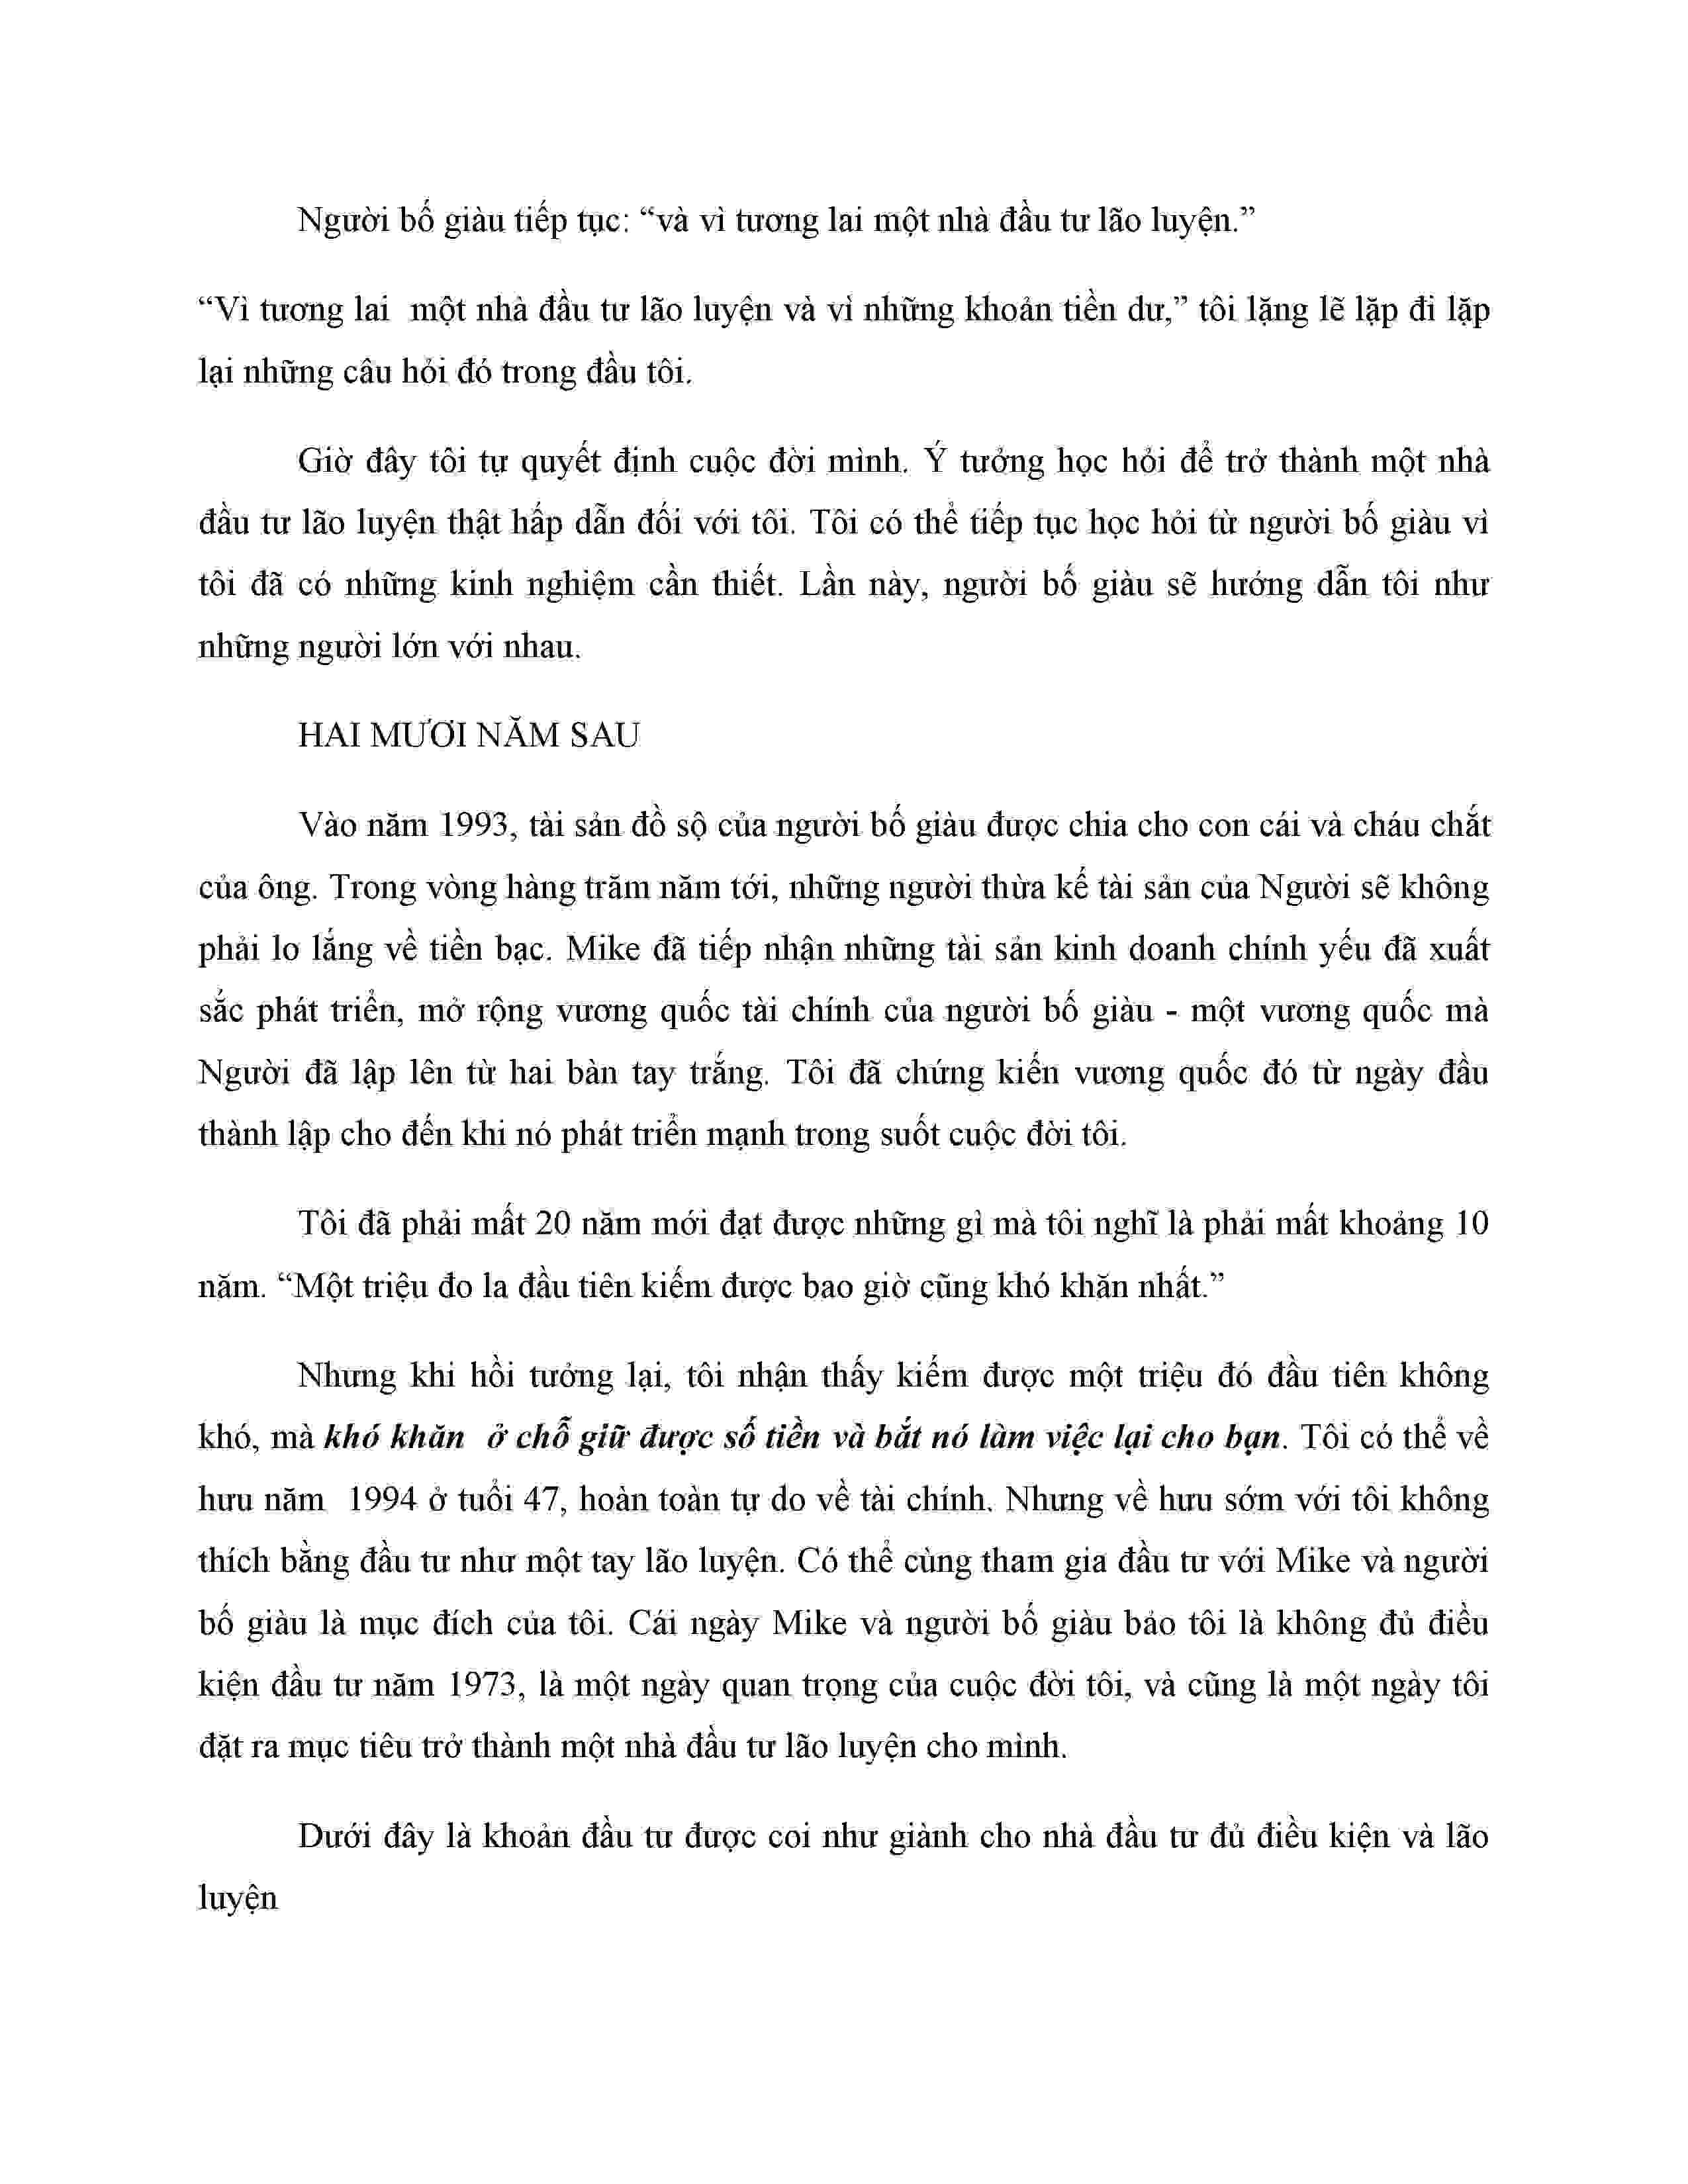 Người bố giàu tiếp tục: “và vì tương lai một nhà đầu tư lão luyện.”
“Vì tương lai  một nhà đầu tư lão luyện và vì những khoản tiền dư,” tôi lặng lẽ lặp đi lặp
lại những câu hỏi đó trong đầu tôi.
Giờ đây tôi tự quyết định cuộc đời mình. Ý tưởng học hỏi để trở thành một nhà
đầu tư lão luyện thật hấp dẫn đối với tôi. Tôi có thể tiếp tục học hỏi từ người bố giàu vì
tôi đã có những kinh nghiệm cần thiết. Lần này, người bố giàu sẽ hướng dẫn tôi như
những người lớn với nhau.
HAI MƯƠI NĂM SAU
Vào năm 1993, tài sản đồ sộ của người bố giàu được chia cho con cái và cháu chắt
của ông. Trong vòng hàng trăm năm tới, những người thừa kế tài sản của Người sẽ không
phải lo lắng về tiền bạc. Mike đã tiếp nhận những tài sản kinh doanh chính yếu đã xuất
sắc phát triển, mở rộng vương quốc tài chính của người bố giàu - một vương quốc mà
Người đã lập lên từ hai bàn tay trắng. Tôi đã chứng kiến vương quốc đó từ ngày đầu
thành lập cho đến khi nó phát triển mạnh trong suốt cuộc đời tôi.
Tôi đã phải mất 20 năm mới đạt được những gì mà tôi nghĩ là phải mất khoảng 10
năm. “Một triệu đo la đầu tiên kiếm được bao giờ cũng khó khăn nhất.”
Nhưng khi hồi tưởng lại, tôi nhận thấy kiếm được một triệu đó đầu tiên không
khó, mà khó khăn  ở chỗ giữ được số tiền và bắt nó làm việc lại cho bạn. Tôi có thể về
hưu năm  1994 ở tuổi 47, hoàn toàn tự do về tài chính. Nhưng về hưu sớm với tôi không
thích bằng đầu tư như một tay lão luyện. Có thể cùng tham gia đầu tư với Mike và người
bố giàu là mục đích của tôi. Cái ngày Mike và người bố giàu bảo tôi là không đủ điều
kiện đầu tư năm 1973, là một ngày quan trọng của cuộc đời tôi, và cũng là một ngày tôi
đặt ra mục tiêu trở thành một nhà đầu tư lão luyện cho mình.
Dưới đây là khoản đầu tư được coi như giành cho nhà đầu tư đủ điều kiện và lão
luyện